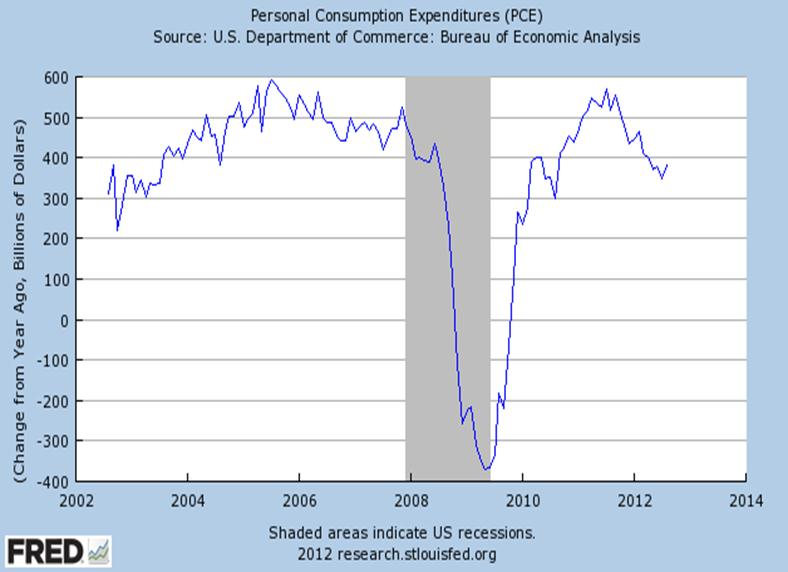 Personal Consumption Expenditures (PCE)
Source: U.S. Department of Commerce: Bureau of Economic Analysis
(Change from Year Ago, Billions of Dollars)
600
500
400
300
200
100
0
-100
-200
-300
-400
2002 2004 2006 2008 2010 2012 2014
Shaded areas indicate US recessions.
2012 research.stlouisfed.org
FRED